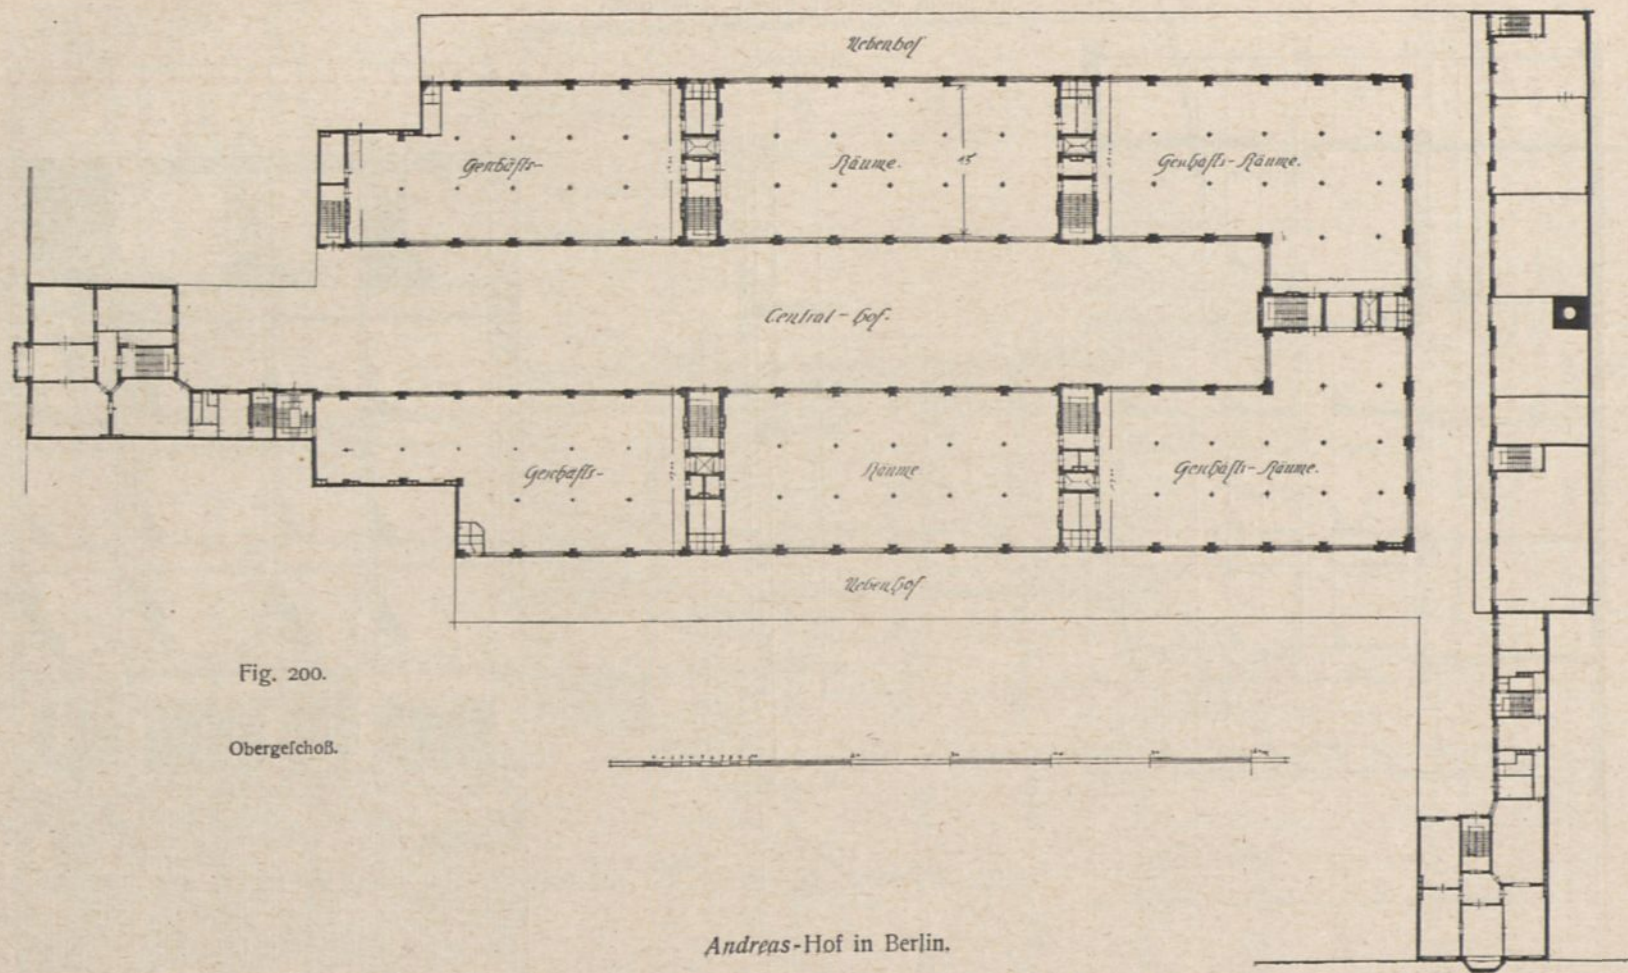 Nebenhof
Geschäfts-
Räume.
15
Geschäfts-Räume.
Central-Hof.
Geschäfts-
Räume
Geschäfts-Räume.
Nebenhof
Fig. 200.
Obergeſchoß.
Andreas-Hof in Berlin.